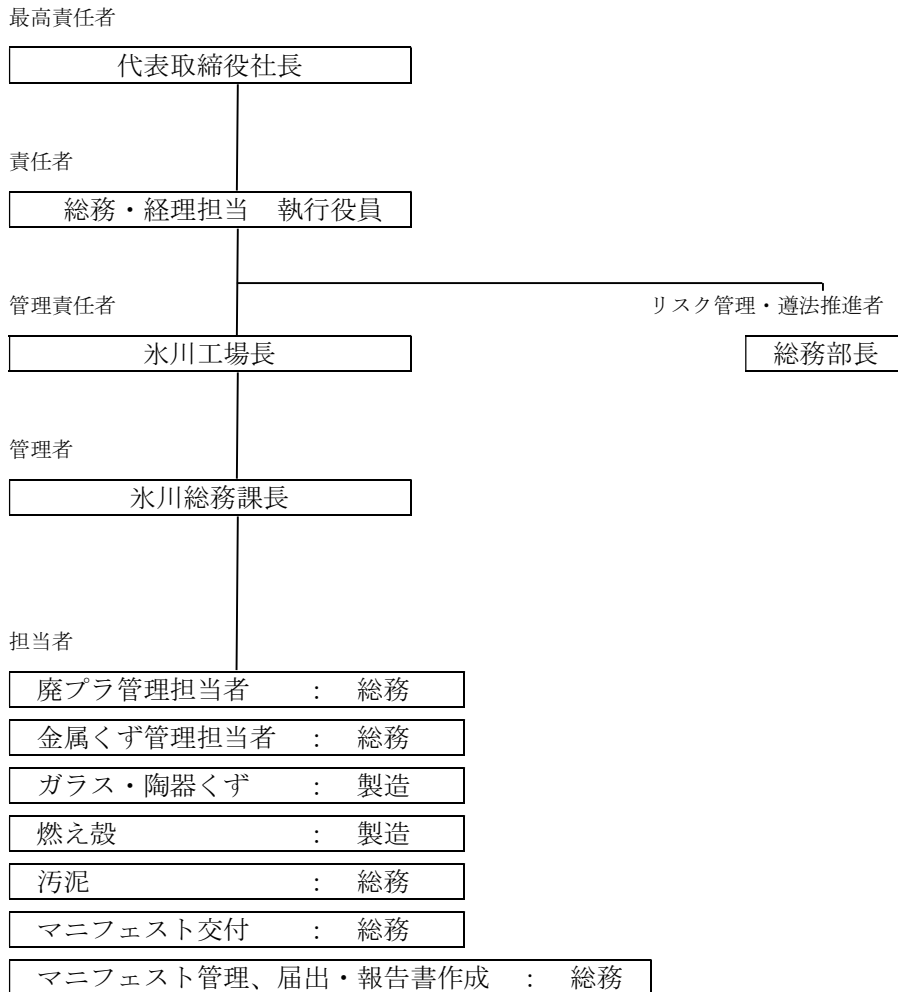 最高責任者
代表取締役社長
責任者
総務・経理担当　執行役員
管理責任者
リスク管理・遵法推進者
氷川工場長
総務部長
管理者
氷川総務課長
担当者
廃プラ管理担当者　：　総務
金属くず管理担当者　：　総務
ガラス・陶器くず　：　製造
燃え殻　：　製造
汚泥　：　総務
マニフェスト交付　：　総務
マニフェスト管理、届出・報告書作成　：　総務